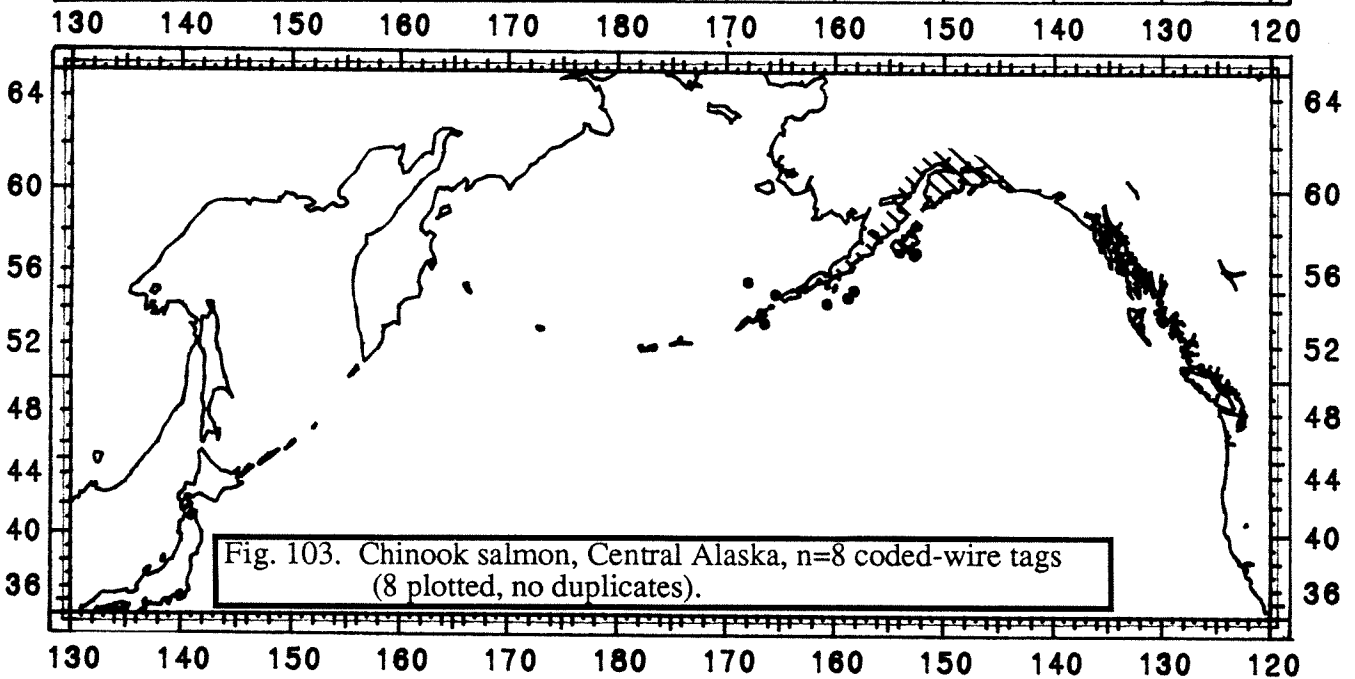 130 140 150 160 170 180 170 160 150 140 130 120
64 64
60 60
56 56
52 52
48 48
44 44
40 40
36 36
Fig. 103. Chinook salmon, Central Alaska, n=8 coded-wire tags
(8 plotted, no duplicates).
130 140 150 160 170 180 170 160 150 140 130 120